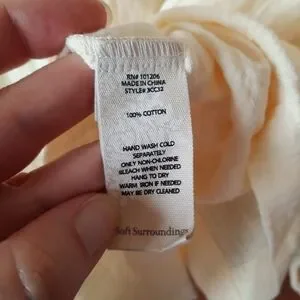 RN# 101206
MADE IN CHINA
STYLE# 3CC32
100% COTTON
HAND WASH COLD
SEPARATELY
ONLY NON-CHLORINE
BLEACH WHEN NEEDED
HANG TO DRY
WARM IRON IF NEEDED
MAY BE DRY CLEANED
Soft Surroundings